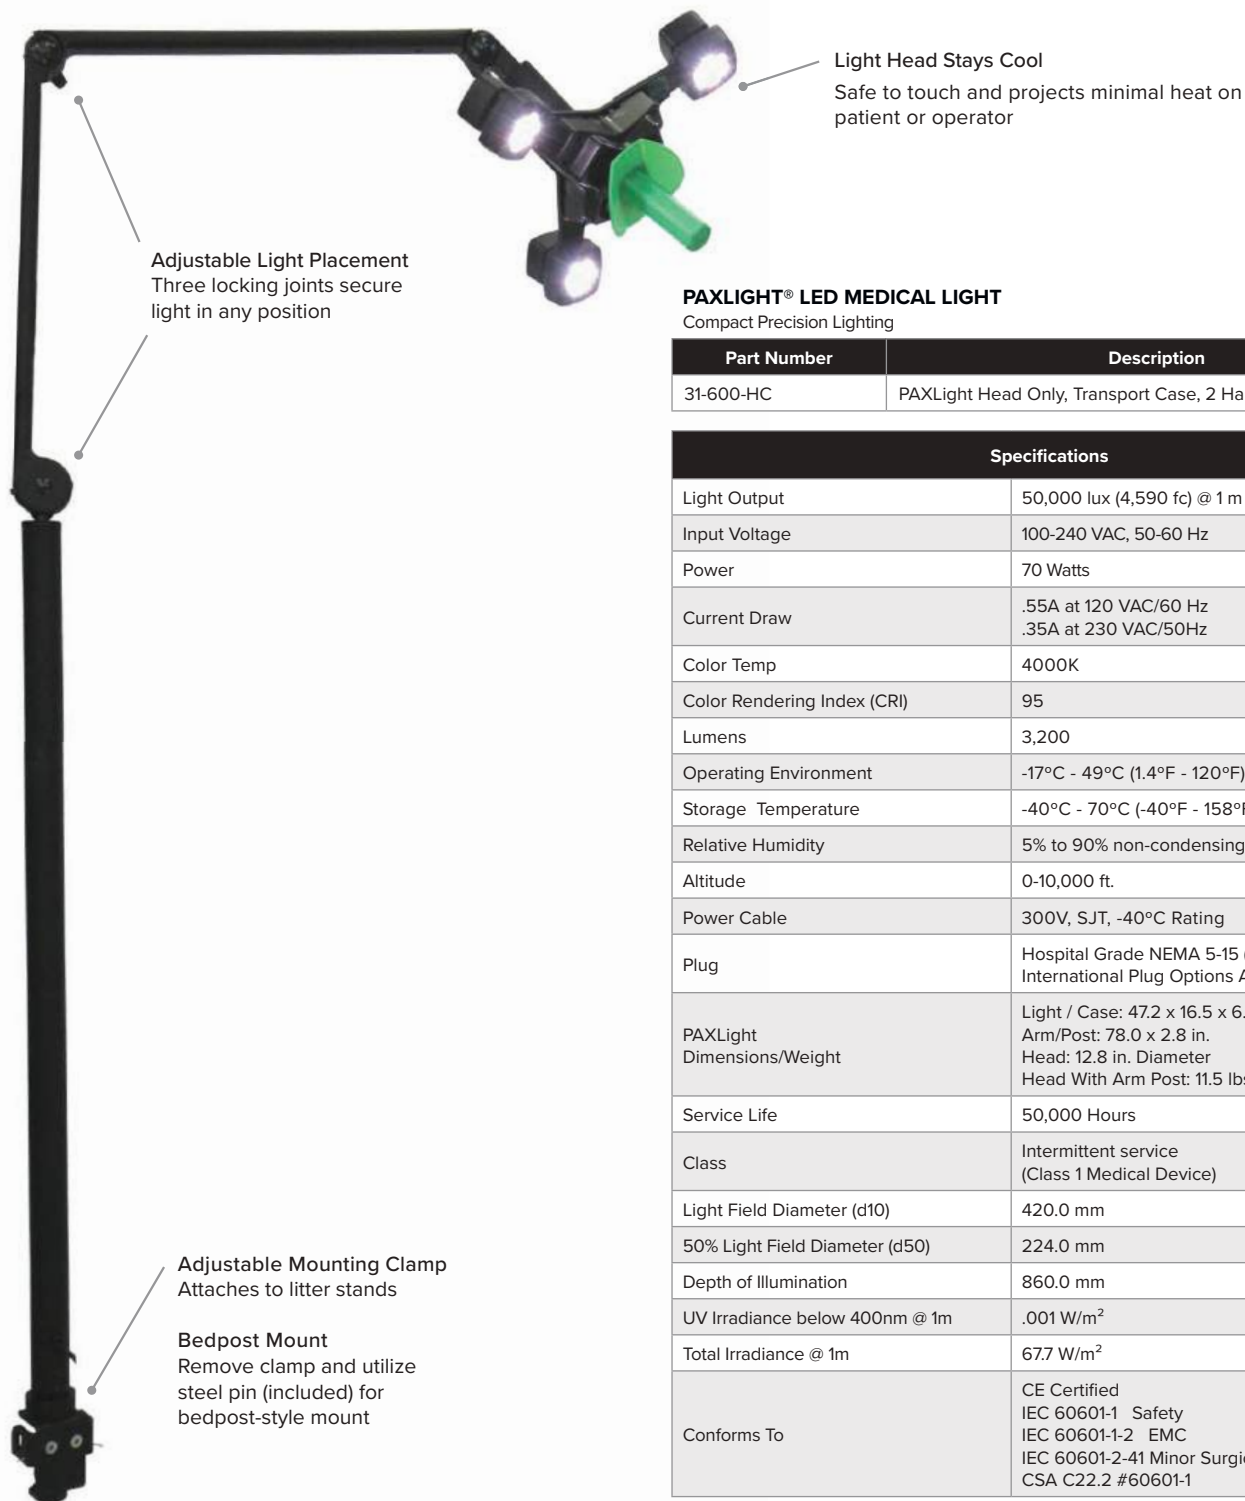 Light Head Stays Cool
Safe to touch and projects minimal heat on
patient or operator
Adjustable Light Placement
Three locking joints secure
light in any position
PAXLIGHT® LED MEDICAL LIGHT
Compact Precision Lighting
Part Number Description
31-600-HC PAXLight Head Only, Transport Case, 2
Specifications
Light Output 50,000 lux (4,590 fc) @ 1 m
Input Voltage 100-240 VAC, 50-60 Hz
Power 70 Watts
Current Draw .55A at 120 VAC/60 Hz
.35A at 230 VAC/50Hz
Color Temp 4000K
Color Rendering Index (CRI) 95
Lumens 3,200
Operating Environment -17°C - 49°C (1.4°F - 120°F)
Storage Temperature -40°C - 70°C (-40°F - 158°F
Relative Humidity 5% to 90% non-condensing
Altitude 0-10,000 ft.
Power Cable 300V, SJT, -40°C Rating
Plug Hospital Grade NEMA 5-15
International Plug Options
PAXLight
Dimensions/Weight
Light / Case: 47.2 x 16.5 x 6.
Arm/Post: 78.0 x 2.8 in.
Head: 12.8 in. Diameter
Head With Arm Post: 11.5 lbs
Service Life 50,000 Hours
Class Intermittent service
(Class 1 Medical Device)
Light Field Diameter (d10) 420.0 mm
50% Light Field Diameter (d50) 224.0 mm
Depth of Illumination 860.0 mm
UV Irradiance below 400nm @ 1m .001 W/m²
Total Irradiance @ 1m 67.7 W/m²
Conforms To CE Certified
IEC 60601-1 Safety
IEC 60601-1-2 EMC
IEC 60601-2-41 Minor
CSA C22.2 #60601-1
Adjustable Mounting Clamp
Attaches to litter stands
Bedpost Mount
Remove clamp and utilize
steel pin (included) for
bedpost-style mount